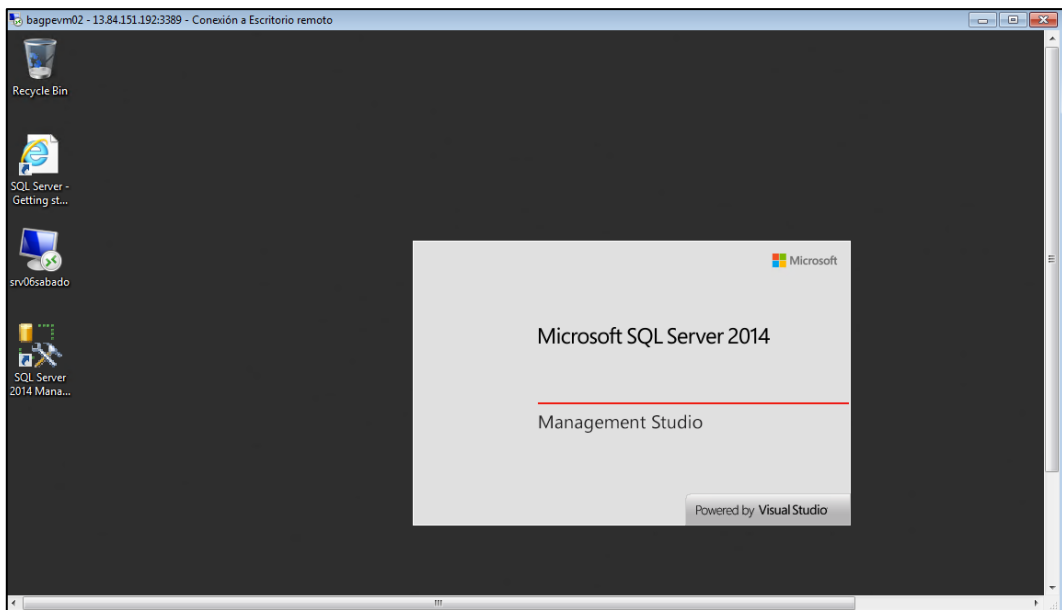 bagpevm02 - 13.84.151.192:3389 - Conexión a Escritorio remoto
Recycle Bin
SQL Server -
Getting st...
srv06sabado
SQL Server
2014 Mana...
Microsoft
Microsoft SQL Server 2014
Management Studio
Powered by Visual Studio